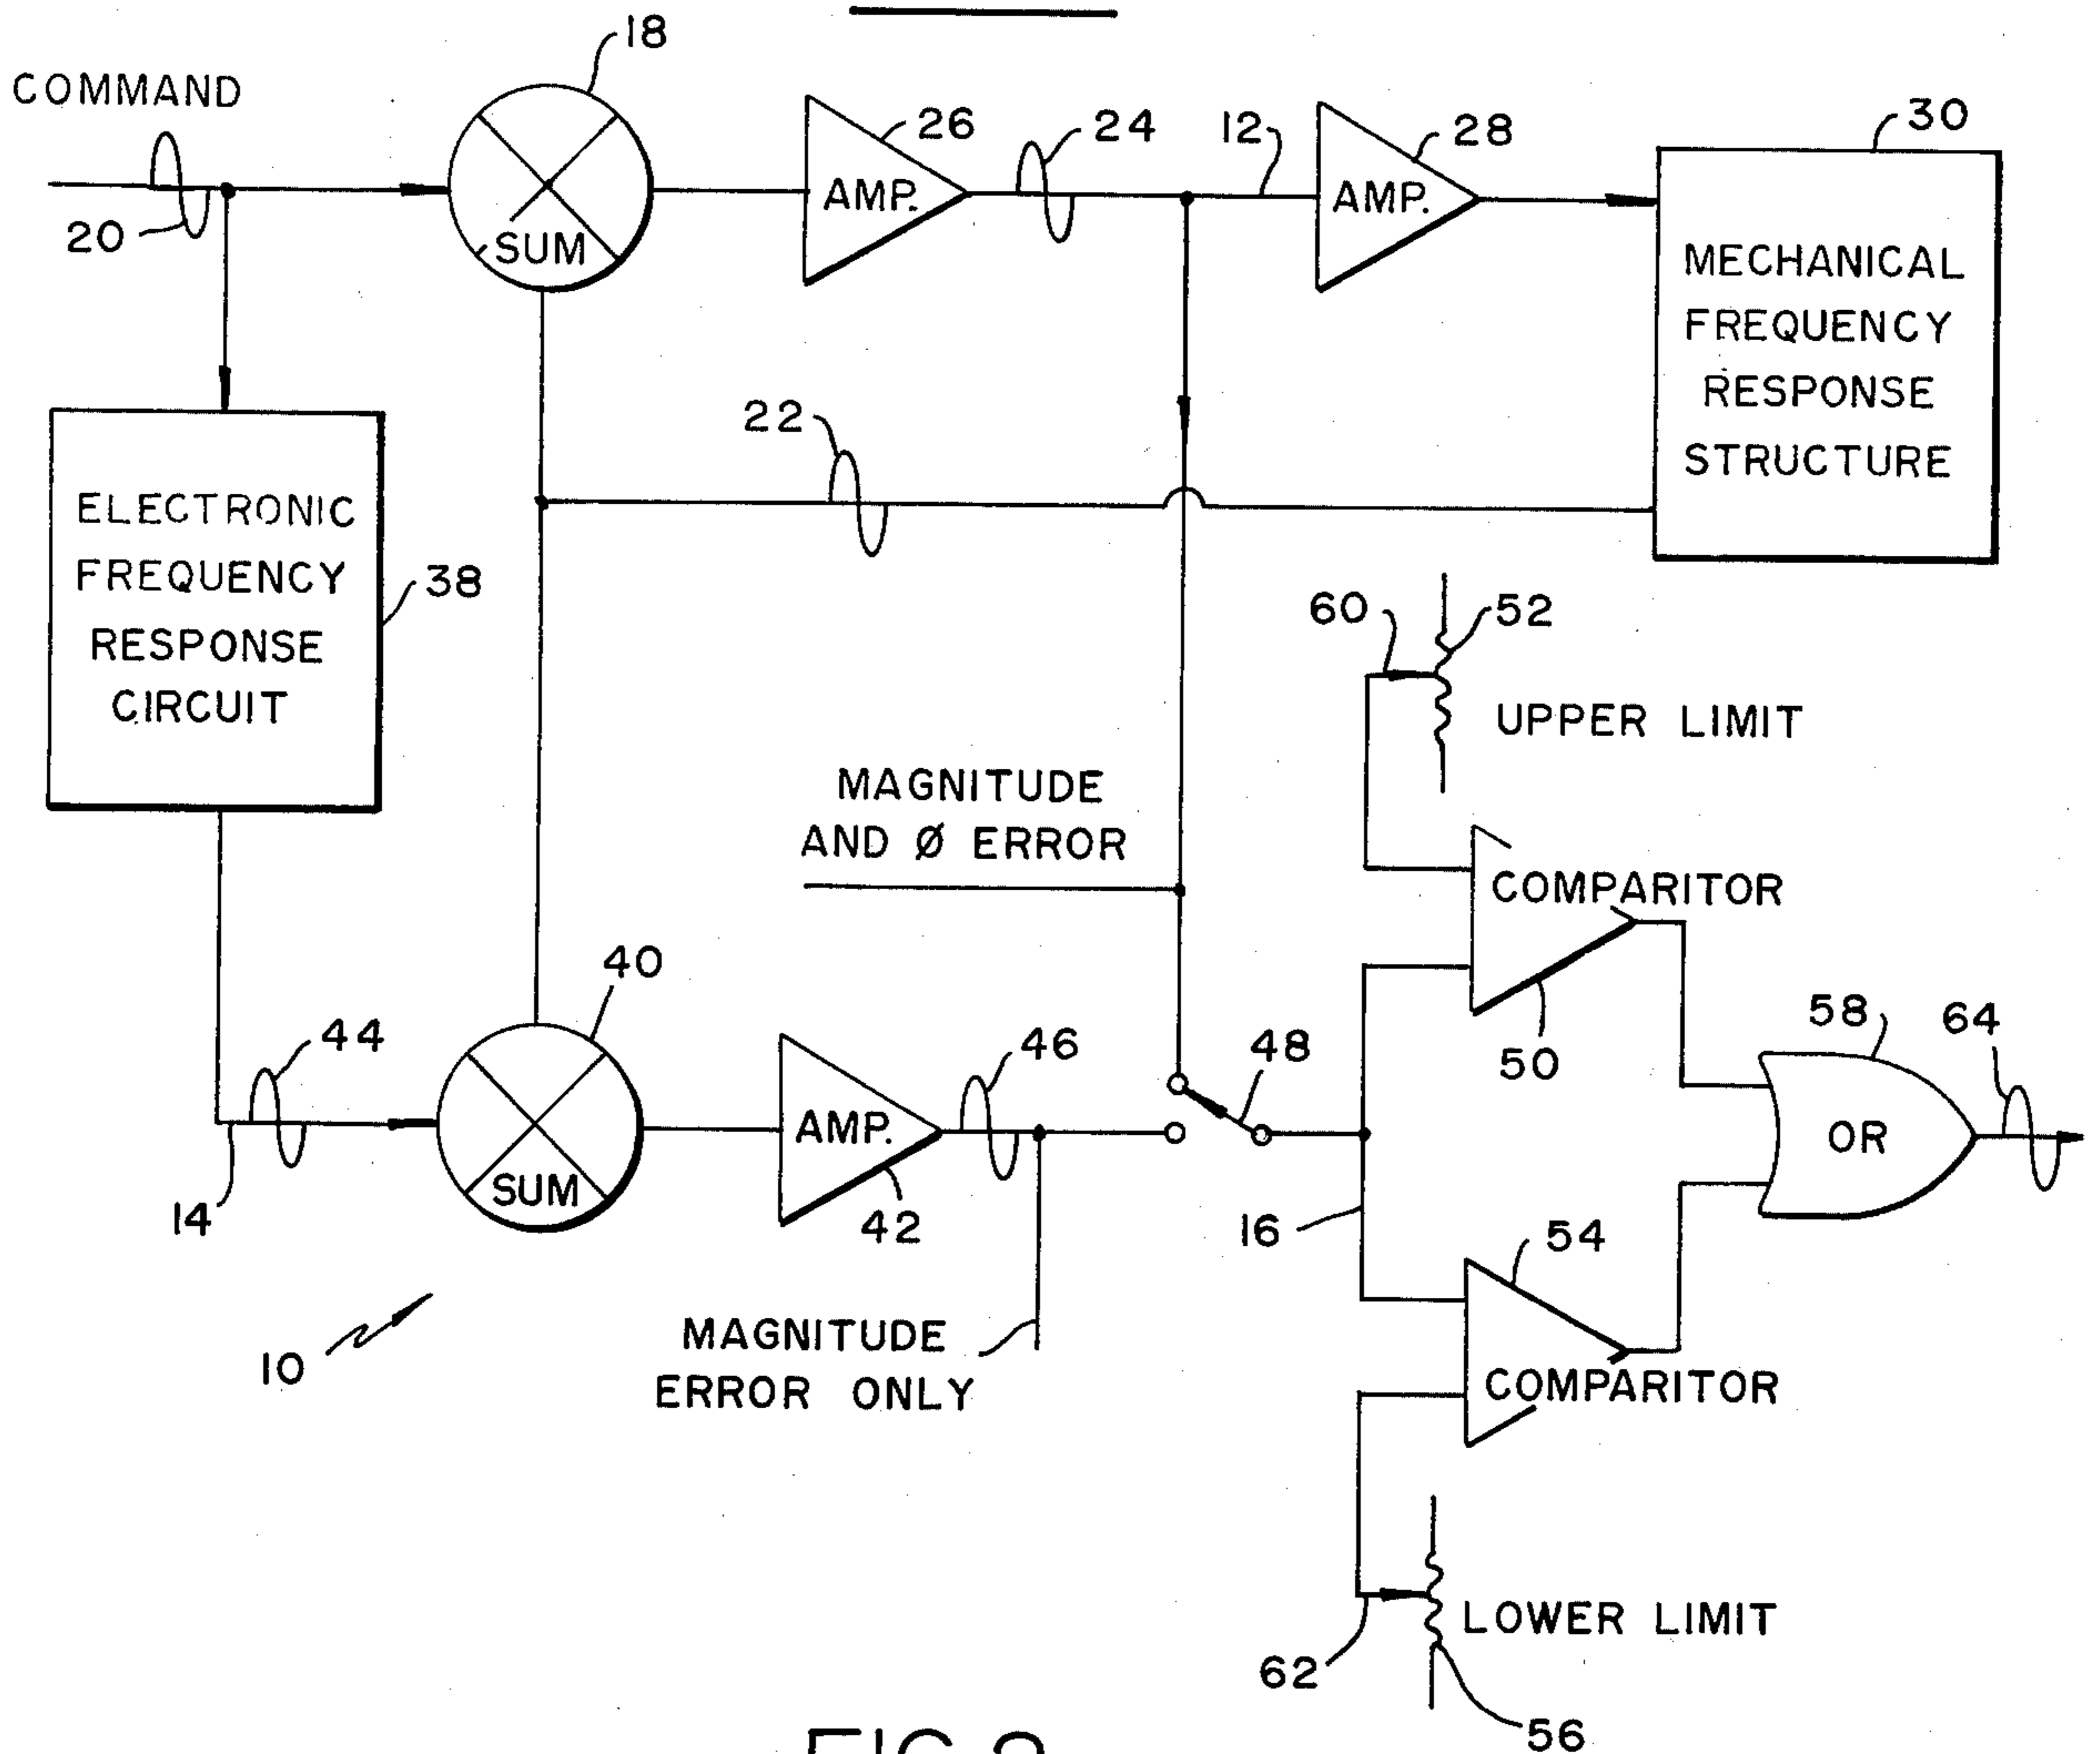 18
COMMAND
26
24
12
28
30
AMP.
AMP.
20
SUM
MECHANICAL
FREQUENCY
RESPONSE
STRUCTURE
22
ELECTRONIC
FREQUENCY
RESPONSE
CIRCUIT
38
60
52
UPPER LIMIT
MAGNITUDE
AND Ø ERROR
COMPARITOR
40
44
46
48
50
58
64
AMP.
OR
SUM
14
42
16
54
10
MAGNITUDE
ERROR ONLY
COMPARITOR
LOWER LIMIT
62
56
FIG.2